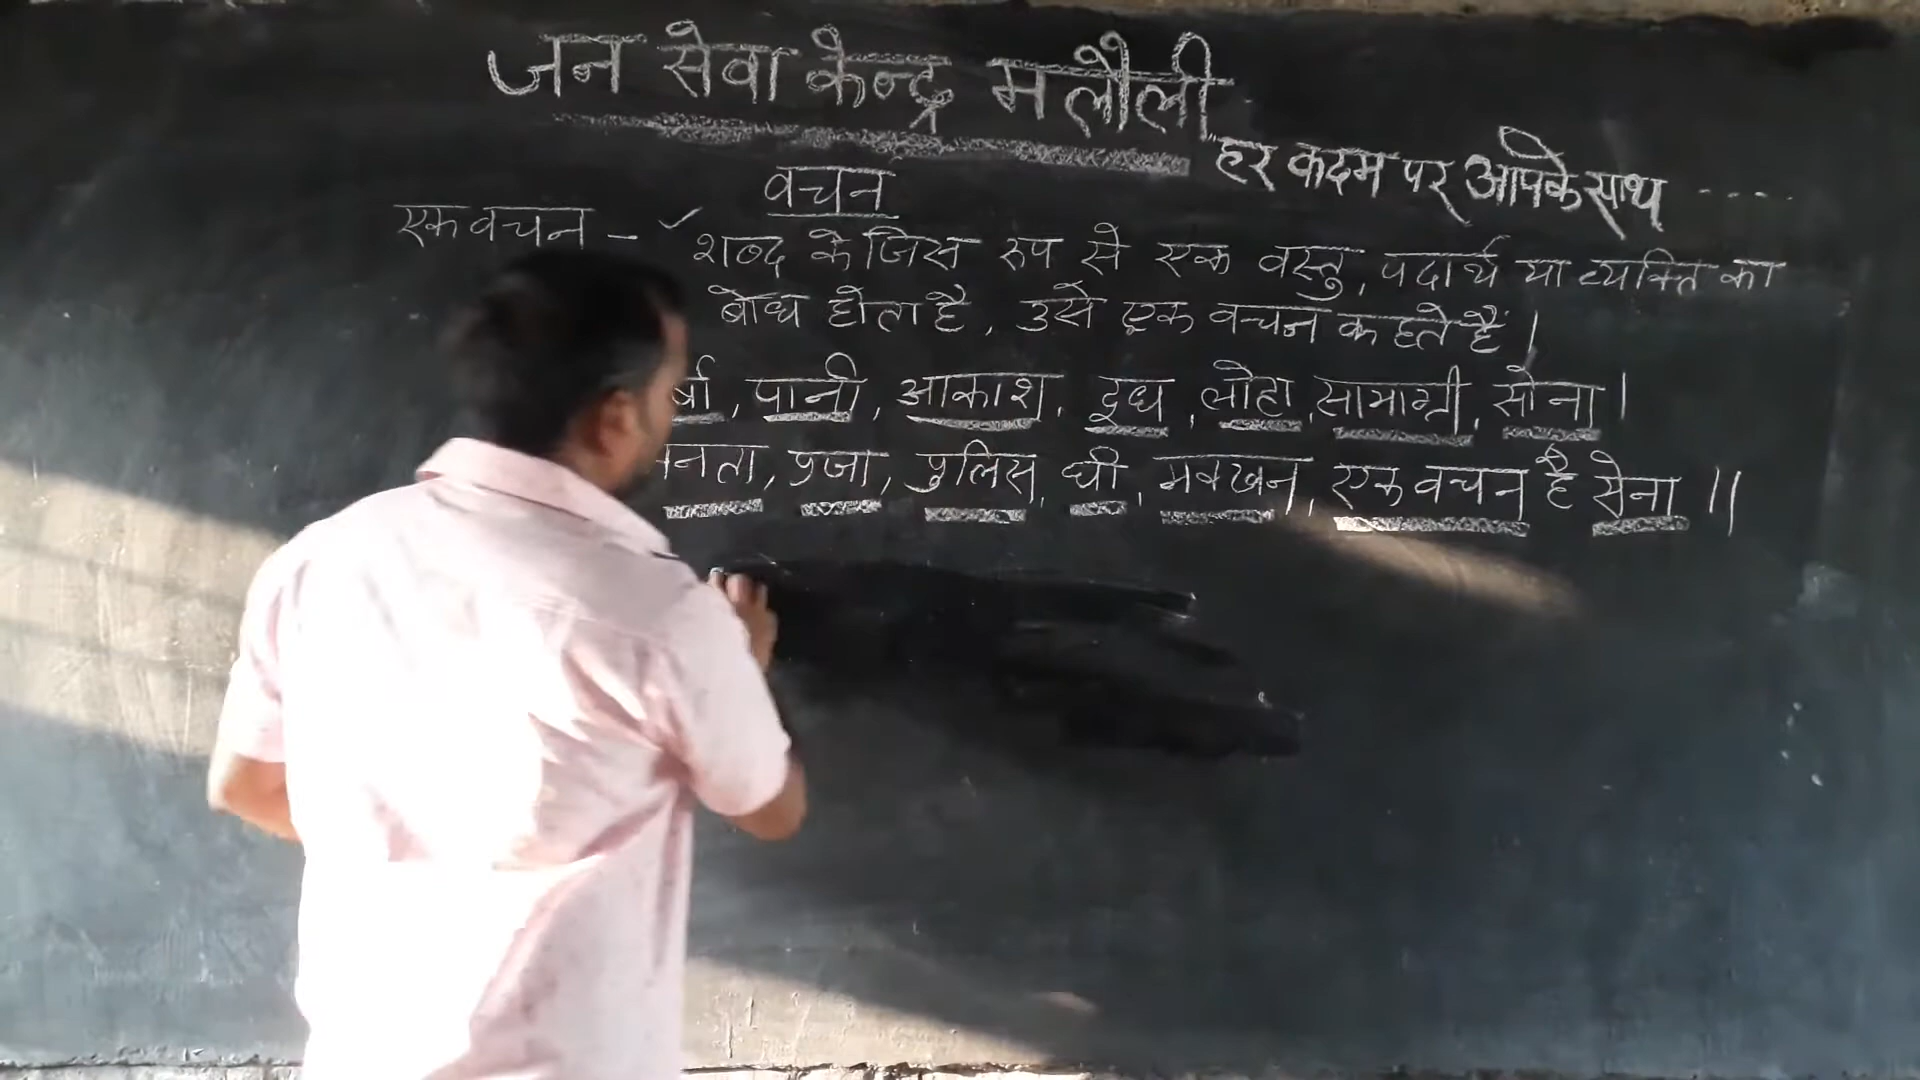 जन सेवा केन्द्र मलौली
हर कदम पर आपके साथ ----
वचन
एकवचन - ✓ शब्द के जिस रूप से एक वस्तु, पदार्थ या व्यक्ति का
बोध होता है, उसे एक वचन कहते हैं।
र्षा, पानी, आकाश, दूध, लोटा, सामाग्री, सोना।
नता, प्रजा, पुलिस, घी, मक्खन, एक वचन है सेना ।।